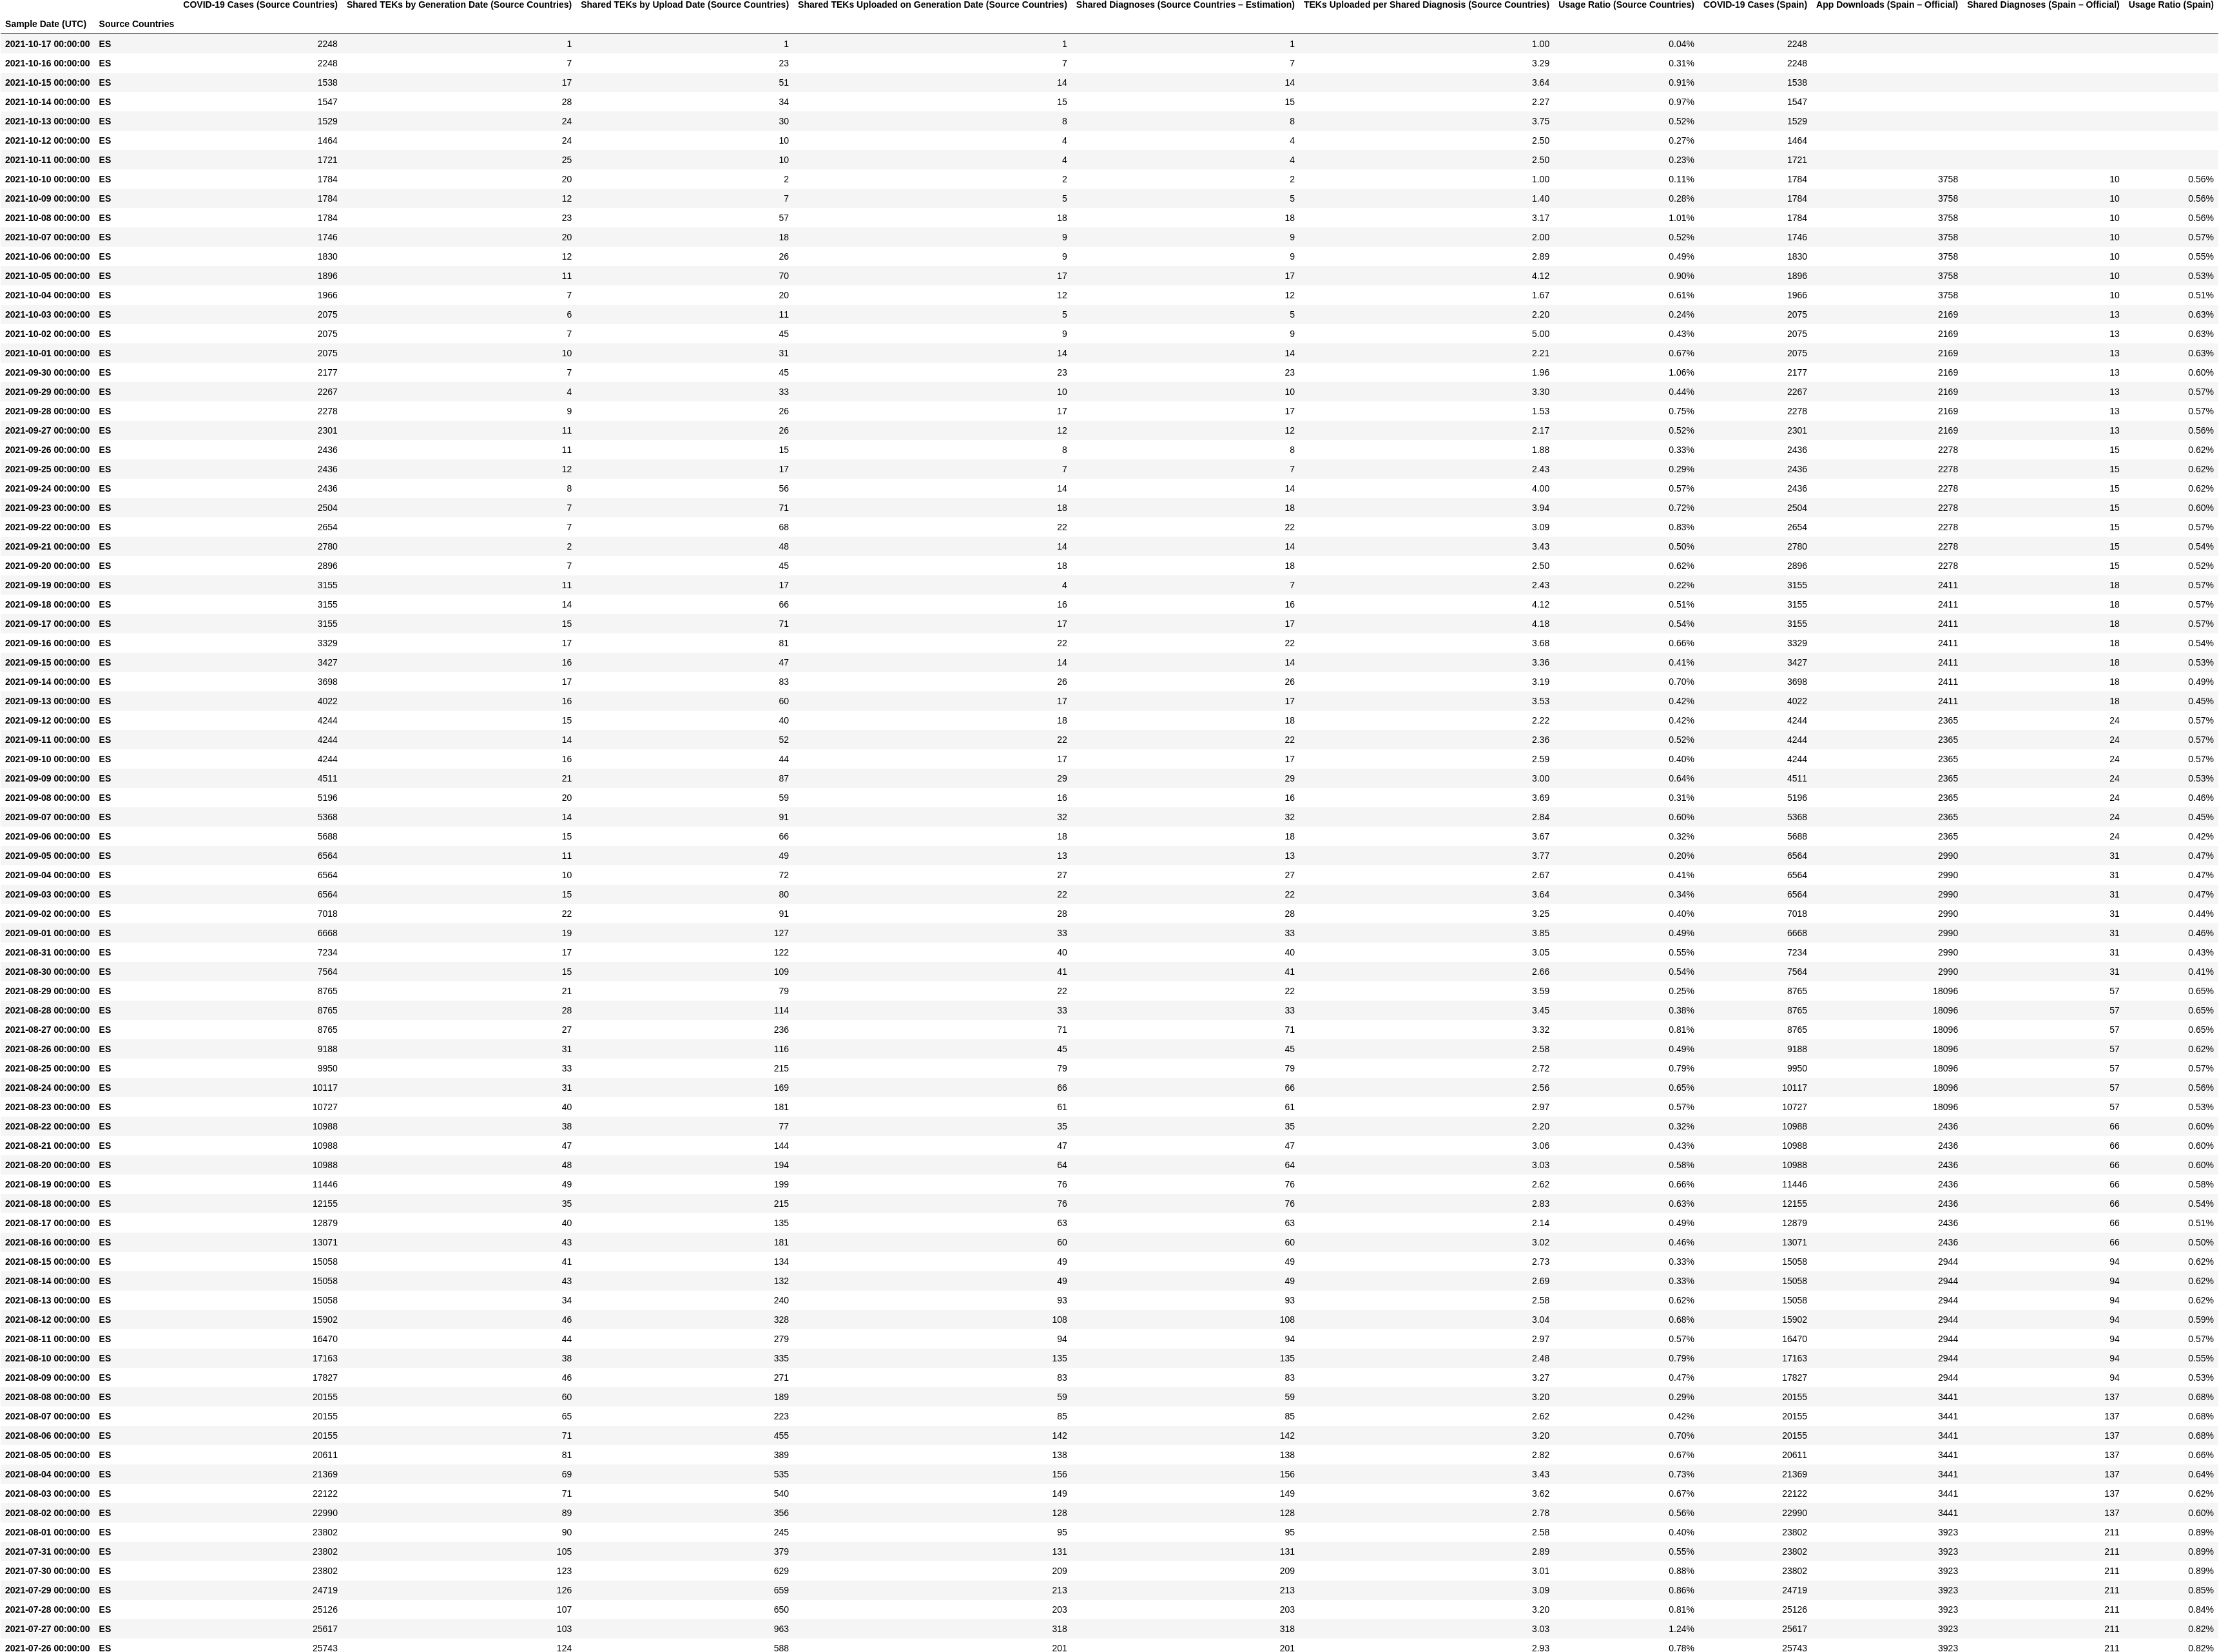 COVID-19 Cases (Source Countries) Shared TEKs by Generation Date (Source Countries) Shared TEKs by Upload Date (Source Countries) Shared TEKs Uploaded on Generation Date (Source Countries) Shared Diagnoses (Source Countries – Estimation) TEKs Uploaded per Shared Diagnosis (Source Countries) Usage Ratio (Source Countries) COVID-19 Cases (Spain) App Downloads (Spain – Official) Shared Diagnoses (Spain – Official) Usage Ratio (Spain)
Sample Date (UTC) Source Countries
2021-10-17 00:00:00 ES 2248 1 1 1 1 1.00 0.04% 2248
2021-10-16 00:00:00 ES 2248 7 23 7 7 3.29 0.31% 2248
2021-10-15 00:00:00 ES 1538 17 51 14 14 3.64 0.91% 1538
2021-10-14 00:00:00 ES 1547 28 34 15 15 2.27 0.97% 1547
2021-10-13 00:00:00 ES 1529 24 30 8 8 3.75 0.52% 1529
2021-10-12 00:00:00 ES 1464 24 10 4 4 2.50 0.27% 1464
2021-10-11 00:00:00 ES 1721 25 10 4 4 2.50 0.23% 1721
2021-10-10 00:00:00 ES 1784 20 2 2 2 1.00 0.11% 1784 3758 10 0.56%
2021-10-09 00:00:00 ES 1784 12 7 5 5 1.40 0.28% 1784 3758 10 0.56%
2021-10-08 00:00:00 ES 1784 23 57 18 18 3.17 1.01% 1784 3758 10 0.56%
2021-10-07 00:00:00 ES 1746 20 18 9 9 2.00 0.52% 1746 3758 10 0.57%
2021-10-06 00:00:00 ES 1830 12 26 9 9 2.89 0.49% 1830 3758 10 0.55%
2021-10-05 00:00:00 ES 1896 11 70 17 17 4.12 0.90% 1896 3758 10 0.53%
2021-10-04 00:00:00 ES 1966 7 20 12 12 1.67 0.61% 1966 3758 10 0.51%
2021-10-03 00:00:00 ES 2075 6 11 5 5 2.20 0.24% 2075 2169 13 0.63%
2021-10-02 00:00:00 ES 2075 7 45 9 9 5.00 0.43% 2075 2169 13 0.63%
2021-10-01 00:00:00 ES 2075 10 31 14 14 2.21 0.67% 2075 2169 13 0.63%
2021-09-30 00:00:00 ES 2177 7 45 23 23 1.96 1.06% 2177 2169 13 0.60%
2021-09-29 00:00:00 ES 2267 4 33 10 10 3.30 0.44% 2267 2169 13 0.57%
2021-09-28 00:00:00 ES 2278 9 26 17 17 1.53 0.75% 2278 2169 13 0.57%
2021-09-27 00:00:00 ES 2301 11 26 12 12 2.17 0.52% 2301 2169 13 0.56%
2021-09-26 00:00:00 ES 2436 11 15 8 8 1.88 0.33% 2436 2278 15 0.62%
2021-09-25 00:00:00 ES 2436 12 17 7 7 2.43 0.29% 2436 2278 15 0.62%
2021-09-24 00:00:00 ES 2436 8 56 14 14 4.00 0.57% 2436 2278 15 0.62%
2021-09-23 00:00:00 ES 2504 7 71 18 18 3.94 0.72% 2504 2278 15 0.60%
2021-09-22 00:00:00 ES 2654 7 68 22 22 3.09 0.83% 2654 2278 15 0.57%
2021-09-21 00:00:00 ES 2780 2 48 14 14 3.43 0.50% 2780 2278 15 0.54%
2021-09-20 00:00:00 ES 2896 7 45 18 18 2.50 0.62% 2896 2278 15 0.52%
2021-09-19 00:00:00 ES 3155 11 17 4 7 2.43 0.22% 3155 2411 18 0.57%
2021-09-18 00:00:00 ES 3155 14 66 16 16 4.12 0.51% 3155 2411 18 0.57%
2021-09-17 00:00:00 ES 3155 15 71 17 17 4.18 0.54% 3155 2411 18 0.57%
2021-09-16 00:00:00 ES 3329 17 81 22 22 3.68 0.66% 3329 2411 18 0.54%
2021-09-15 00:00:00 ES 3427 16 47 14 14 3.36 0.41% 3427 2411 18 0.53%
2021-09-14 00:00:00 ES 3698 17 83 26 26 3.19 0.70% 3698 2411 18 0.49%
2021-09-13 00:00:00 ES 4022 16 60 17 17 3.53 0.42% 4022 2411 18 0.45%
2021-09-12 00:00:00 ES 4244 15 40 18 18 2.22 0.42% 4244 2365 24 0.57%
2021-09-11 00:00:00 ES 4244 14 52 22 22 2.36 0.52% 4244 2365 24 0.57%
2021-09-10 00:00:00 ES 4244 16 44 17 17 2.59 0.40% 4244 2365 24 0.57%
2021-09-09 00:00:00 ES 4511 21 87 29 29 3.00 0.64% 4511 2365 24 0.53%
2021-09-08 00:00:00 ES 5196 20 59 16 16 3.69 0.31% 5196 2365 24 0.46%
2021-09-07 00:00:00 ES 5368 14 91 32 32 2.84 0.60% 5368 2365 24 0.45%
2021-09-06 00:00:00 ES 5688 15 66 18 18 3.67 0.32% 5688 2365 24 0.42%
2021-09-05 00:00:00 ES 6564 11 49 13 13 3.77 0.20% 6564 2990 31 0.47%
2021-09-04 00:00:00 ES 6564 10 72 27 27 2.67 0.41% 6564 2990 31 0.47%
2021-09-03 00:00:00 ES 6564 15 80 22 22 3.64 0.34% 6564 2990 31 0.47%
2021-09-02 00:00:00 ES 7018 22 91 28 28 3.25 0.40% 7018 2990 31 0.44%
2021-09-01 00:00:00 ES 6668 19 127 33 33 3.85 0.49% 6668 2990 31 0.46%
2021-08-31 00:00:00 ES 7234 17 122 40 40 3.05 0.55% 7234 2990 31 0.43%
2021-08-30 00:00:00 ES 7564 15 109 41 41 2.66 0.54% 7564 2990 31 0.41%
2021-08-29 00:00:00 ES 8765 21 79 22 22 3.59 0.25% 8765 18096 57 0.65%
2021-08-28 00:00:00 ES 8765 28 114 33 33 3.45 0.38% 8765 18096 57 0.65%
2021-08-27 00:00:00 ES 8765 27 236 71 71 3.32 0.81% 8765 18096 57 0.65%
2021-08-26 00:00:00 ES 9188 31 116 45 45 2.58 0.49% 9188 18096 57 0.62%
2021-08-25 00:00:00 ES 9950 33 215 79 79 2.72 0.79% 9950 18096 57 0.57%
2021-08-24 00:00:00 ES 10117 31 169 66 66 2.56 0.65% 10117 18096 57 0.56%
2021-08-23 00:00:00 ES 10727 40 181 61 61 2.97 0.57% 10727 18096 57 0.53%
2021-08-22 00:00:00 ES 10988 38 77 35 35 2.20 0.32% 10988 2436 66 0.60%
2021-08-21 00:00:00 ES 10988 47 144 47 47 3.06 0.43% 10988 2436 66 0.60%
2021-08-20 00:00:00 ES 10988 48 194 64 64 3.03 0.58% 10988 2436 66 0.60%
2021-08-19 00:00:00 ES 11446 49 199 76 76 2.62 0.66% 11446 2436 66 0.58%
2021-08-18 00:00:00 ES 12155 35 215 76 76 2.83 0.63% 12155 2436 66 0.54%
2021-08-17 00:00:00 ES 12879 40 135 63 63 2.14 0.49% 12879 2436 66 0.51%
2021-08-16 00:00:00 ES 13071 43 181 60 60 3.02 0.46% 13071 2436 66 0.50%
2021-08-15 00:00:00 ES 15058 41 134 49 49 2.73 0.33% 15058 2944 94 0.62%
2021-08-14 00:00:00 ES 15058 43 132 49 49 2.69 0.33% 15058 2944 94 0.62%
2021-08-13 00:00:00 ES 15058 34 240 93 93 2.58 0.62% 15058 2944 94 0.62%
2021-08-12 00:00:00 ES 15902 46 328 108 108 3.04 0.68% 15902 2944 94 0.59%
2021-08-11 00:00:00 ES 16470 44 279 94 94 2.97 0.57% 16470 2944 94 0.57%
2021-08-10 00:00:00 ES 17163 38 335 135 135 2.48 0.79% 17163 2944 94 0.55%
2021-08-09 00:00:00 ES 17827 46 271 83 83 3.27 0.47% 17827 2944 94 0.53%
2021-08-08 00:00:00 ES 20155 60 189 59 59 3.20 0.29% 20155 3441 137 0.68%
2021-08-07 00:00:00 ES 20155 65 223 85 85 2.62 0.42% 20155 3441 137 0.68%
2021-08-06 00:00:00 ES 20155 71 455 142 142 3.20 0.70% 20155 3441 137 0.68%
2021-08-05 00:00:00 ES 20611 81 389 138 138 2.82 0.67% 20611 3441 137 0.66%
2021-08-04 00:00:00 ES 21369 69 535 156 156 3.43 0.73% 21369 3441 137 0.64%
2021-08-03 00:00:00 ES 22122 71 540 149 149 3.62 0.67% 22122 3441 137 0.62%
2021-08-02 00:00:00 ES 22990 89 356 128 128 2.78 0.56% 22990 3441 137 0.60%
2021-08-01 00:00:00 ES 23802 90 245 95 95 2.58 0.40% 23802 3923 211 0.89%
2021-07-31 00:00:00 ES 23802 105 379 131 131 2.89 0.55% 23802 3923 211 0.89%
2021-07-30 00:00:00 ES 23802 123 629 209 209 3.01 0.88% 23802 3923 211 0.89%
2021-07-29 00:00:00 ES 24719 126 659 213 213 3.09 0.86% 24719 3923 211 0.85%
2021-07-28 00:00:00 ES 25126 107 650 203 203 3.20 0.81% 25126 3923 211 0.84%
2021-07-27 00:00:00 ES 25617 103 963 318 318 3.03 1.24% 25617 3923 211 0.82%
2021-07-26 00:00:00 ES 25743 124 588 201 201 2.93 0.78% 25743 3923 211 0.82%